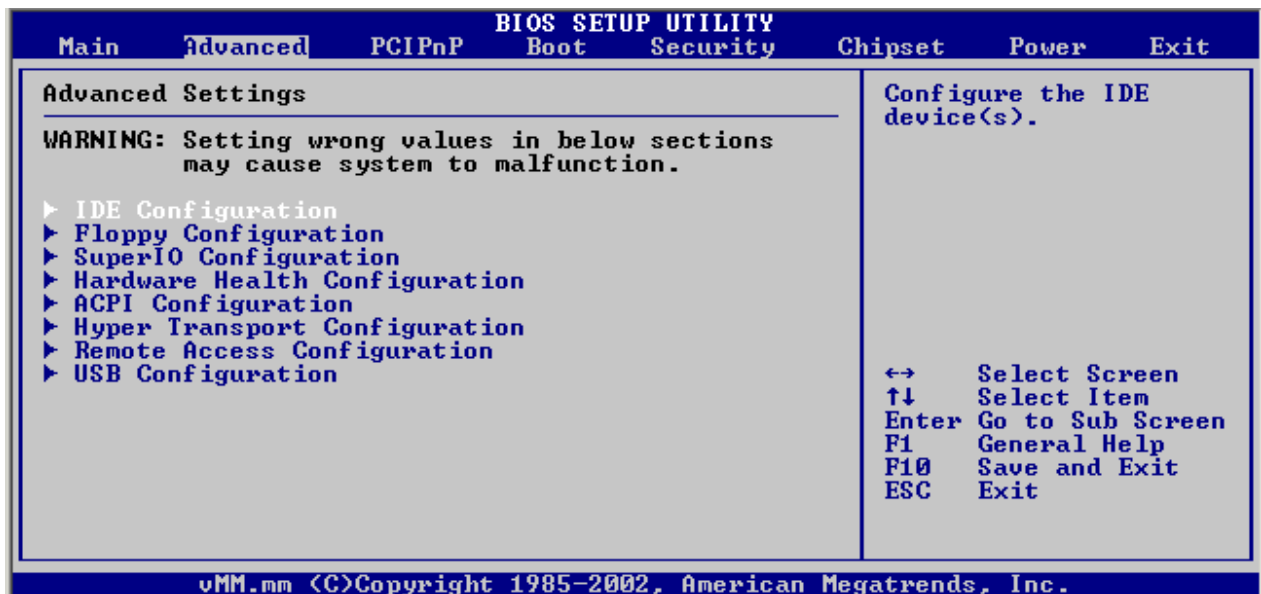 BIOS SETUP UTILITY
Main Advanced PCIPnP Boot Security Chipset Power Exit
Advanced Settings
WARNING: Setting wrong values in below sections
may cause system to malfunction.
► IDE Configuration
► Floppy Configuration
► SuperIO Configuration
► Hardware Health Configuration
► ACPI Configuration
► Hyper Transport Configuration
► Remote Access Configuration
► USB Configuration
Configure the IDE
device(s).
←→ Select Screen
↑↓ Select Item
Enter Go to Sub Screen
F1 General Help
F10 Save and Exit
ESC Exit
vMM.mm (C)Copyright 1985-2002, American Megatrends, Inc.